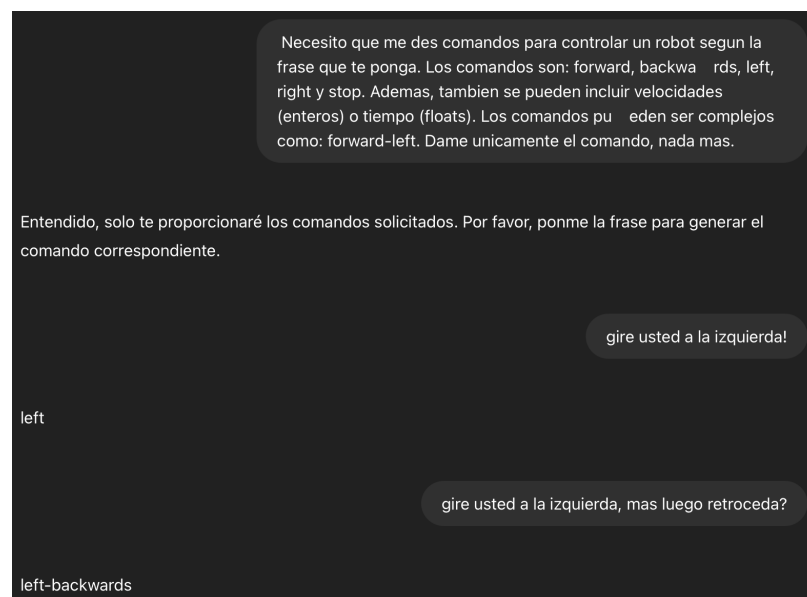 Necesito que me des comandos para controlar un robot segun la
frase que te ponga. Los comandos son: forward, backwa    rds, left,
right y stop. Ademas, tambien se pueden incluir velocidades
(enteros) o tiempo (floats). Los comandos pu    eden ser complejos
como: forward-left. Dame unicamente el comando, nada mas.
Entendido, solo te proporcionaré los comandos solicitados. Por favor, ponme la frase para generar el
comando correspondiente.
gire usted a la izquierda!
left
gire usted a la izquierda, mas luego retroceda?
left-backwards